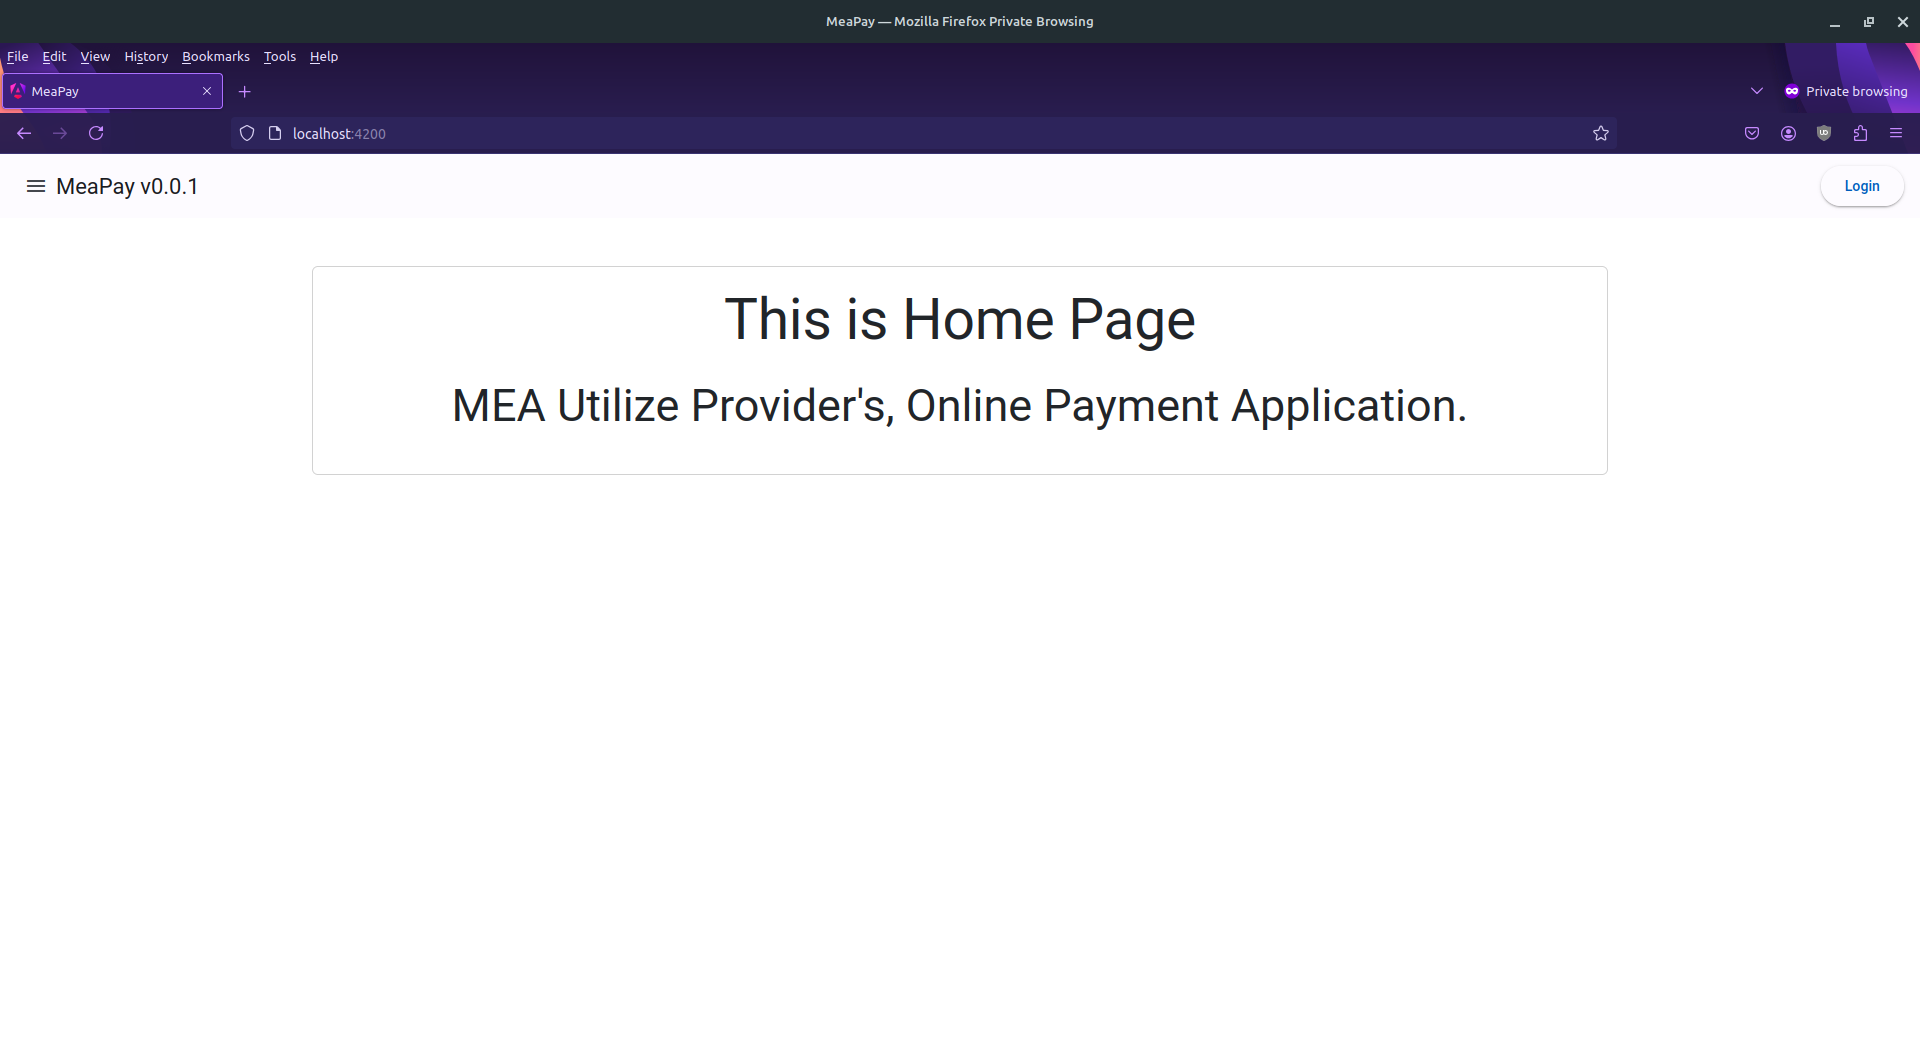 MeaPay — Mozilla Firefox Private Browsing
File Edit View History Bookmarks Tools Help
MeaPay
Private browsing
localhost:4200
MeaPay v0.0.1
Login
This is Home Page
MEA Utilize Provider's, Online Payment Application.